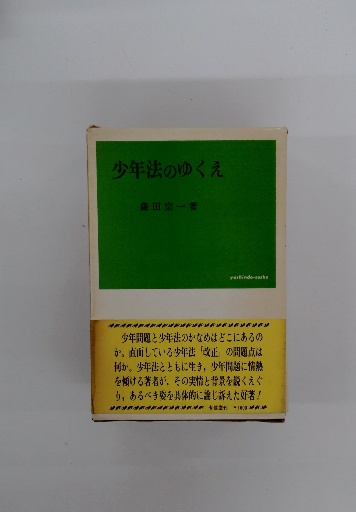 少年法のゆくえ
森田宗一著
yushindo-sosho
少年問題と少年法のかなめはどこにあるの
か。直面している少年法「改正」の問題点は
何か。少年法とともに生き、少年問題に情熱
を傾ける著者が、その実情と背景を鋭くえぐ
り、あるべき姿を具体的に論じ訴えた好著！